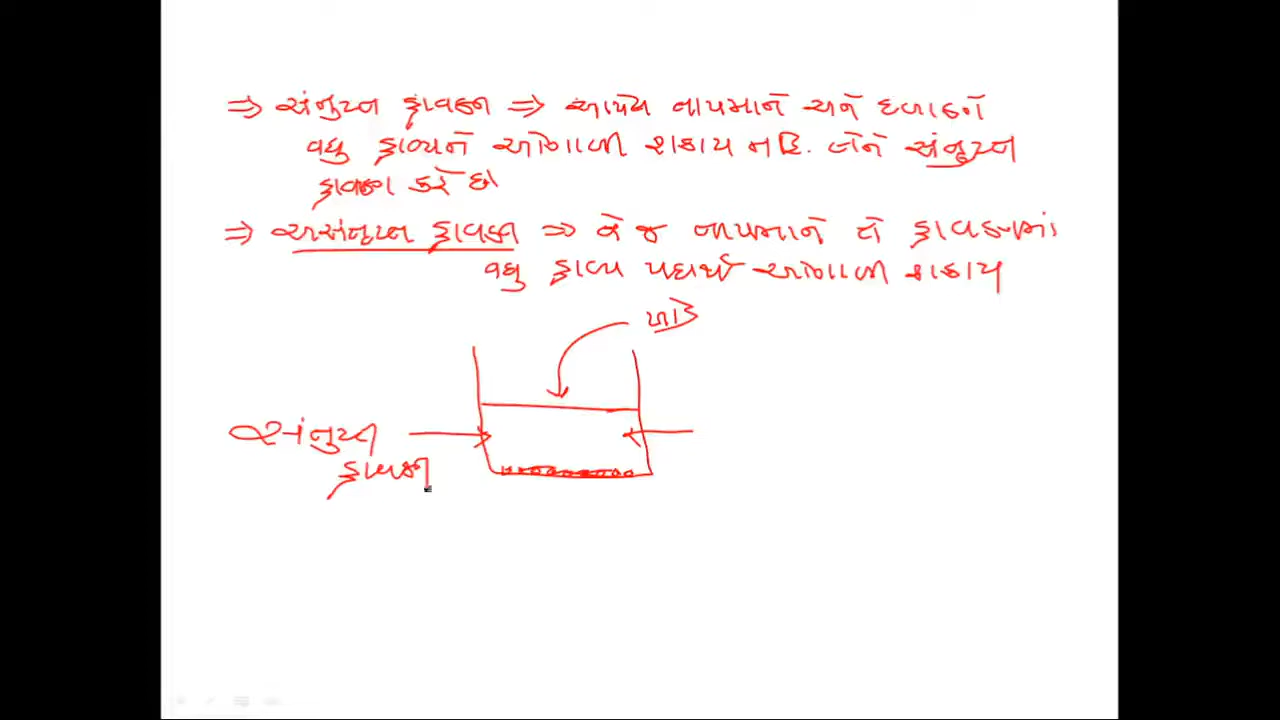 ⇒ સંતૃપ્ત દ્રાવણ ⇒ આપેલ તાપમાને અને દબાણે
વધુ દ્રાવ્યને ઓગાળી શકાય નહિ. તેને સંતૃપ્ત
દ્રાવણ કહે છે
⇒ અસંતૃપ્ત દ્રાવણ ⇒ તે જ તાપમાને તે દ્રાવણમાં
વધુ દ્રાવ્ય પદાર્થ ઓગાળી શકાય
ખાંડ
સંતૃપ્ત
દ્રાવણ